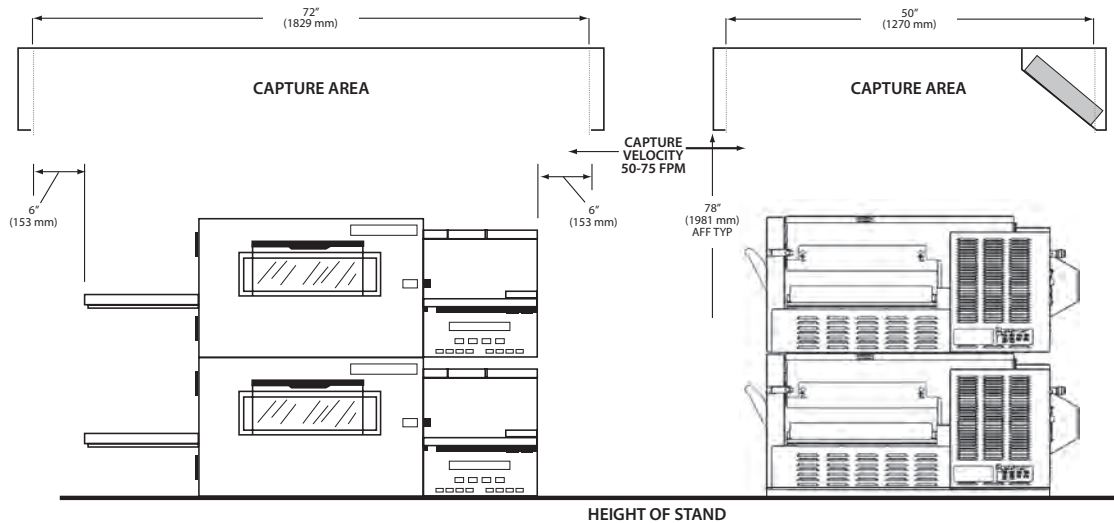 72″
(1829 mm)
50″
(1270 mm)
CAPTURE AREA
CAPTURE AREA
CAPTURE
VELOCITY
50-75 FPM
6″
(153 mm)
6″
(153 mm)
78″
(1981 mm)
AFF TYP
HEIGHT OF STAND